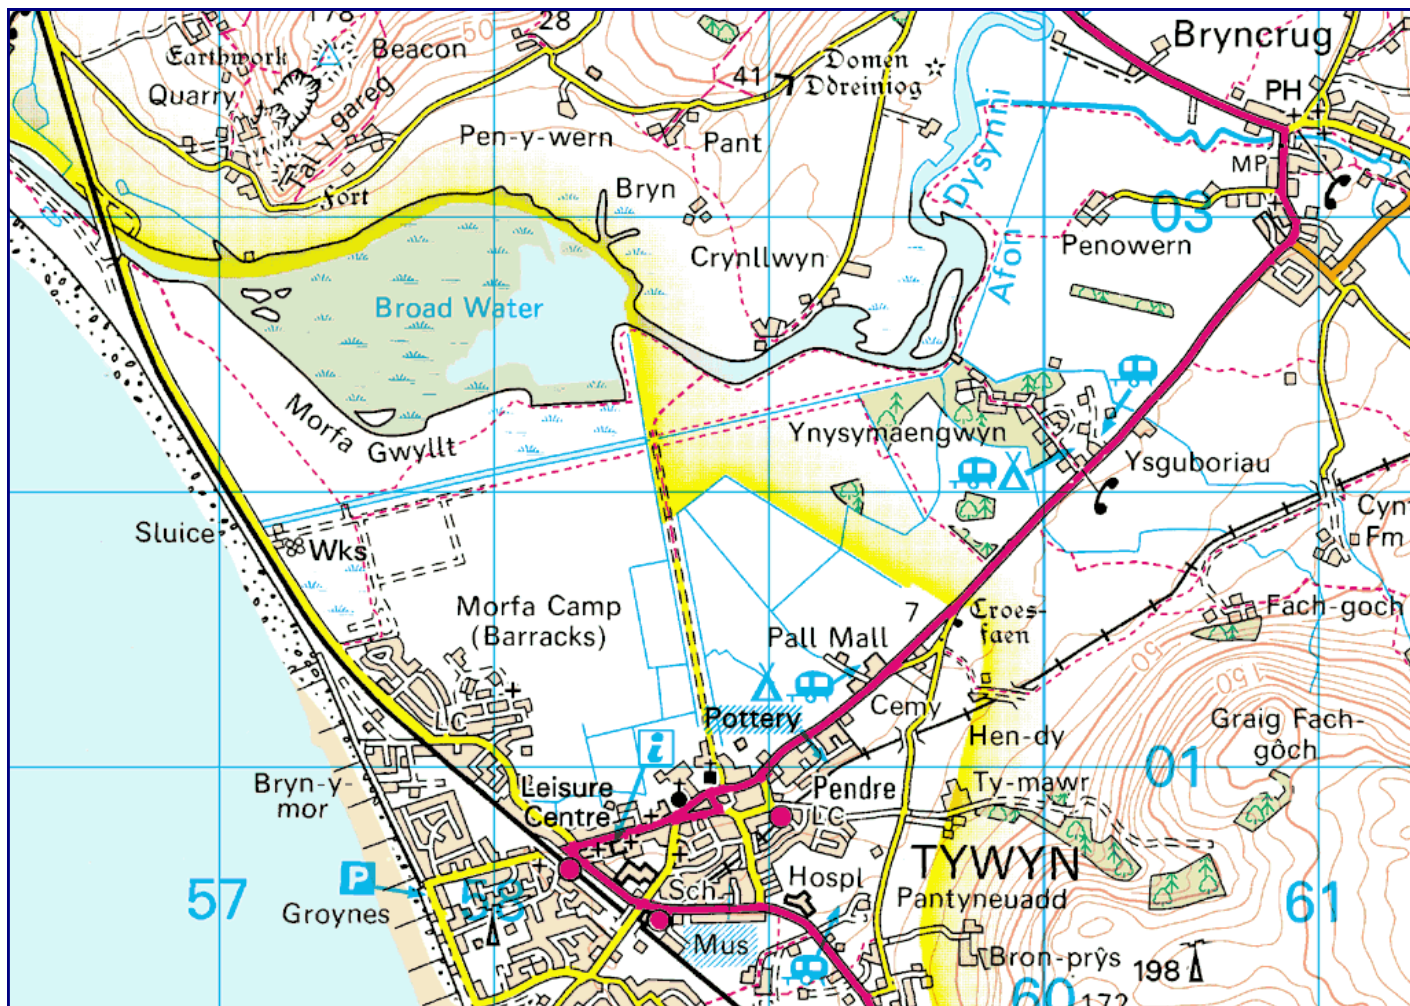 178
Beacon
50
28
Bryncrug
Earthwork
Quarry
Tal y gareg
Fort
Pen-y-wern
41
Domen
Ddreiniog
Pant
Bryn
PH
MP
Afon Dysynni
03
Penowern
Crynllwyn
Broad Water
Morfa
Gwyllt
Ynysymaengwyn
Ysguboriau
Sluice
Wks
Cyn
Fm
Morfa Camp
(Barracks)
7
Croes-
faen
Fach-goch
Pall Mall
50
150
LC
Cemy
Pottery
Hen-dy
Graig Fach-
gôch
i
01
Bryn-y-
mor
Leisure
Centre
Pendre
LC
Ty-mawr
TYWYN
P
57
58
Groynes
Sch
Hospl
Pantyneuadd
61
Mus
Bron-prŷs
198
60
172